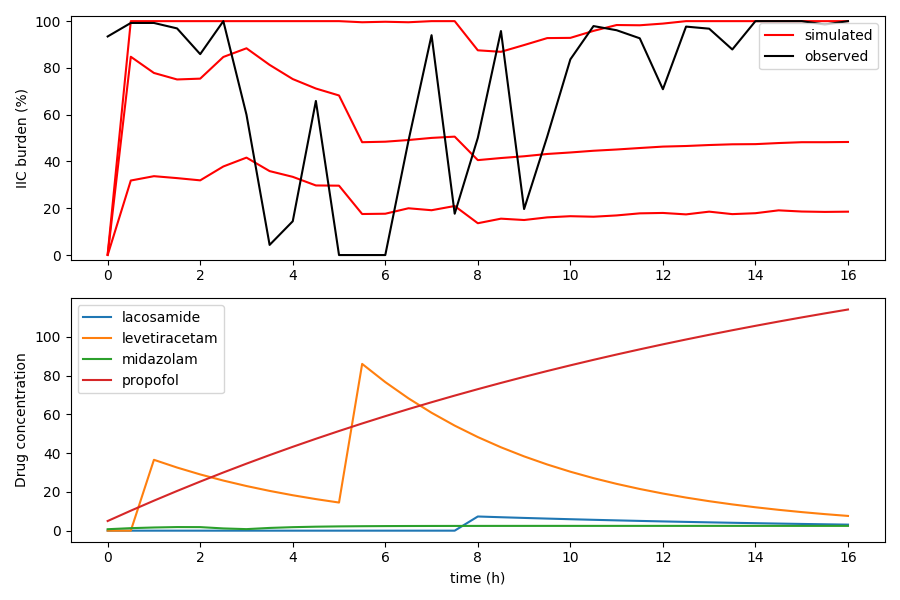 100
80
60
40
20
0
IIC burden (%)
simulated
observed
0 2 4 6 8 10 12 14 16
100
80
60
40
20
0
Drug concentration
lacosamide
levetiracetam
midazolam
propofol
0 2 4 6 8 10 12 14 16
time (h)